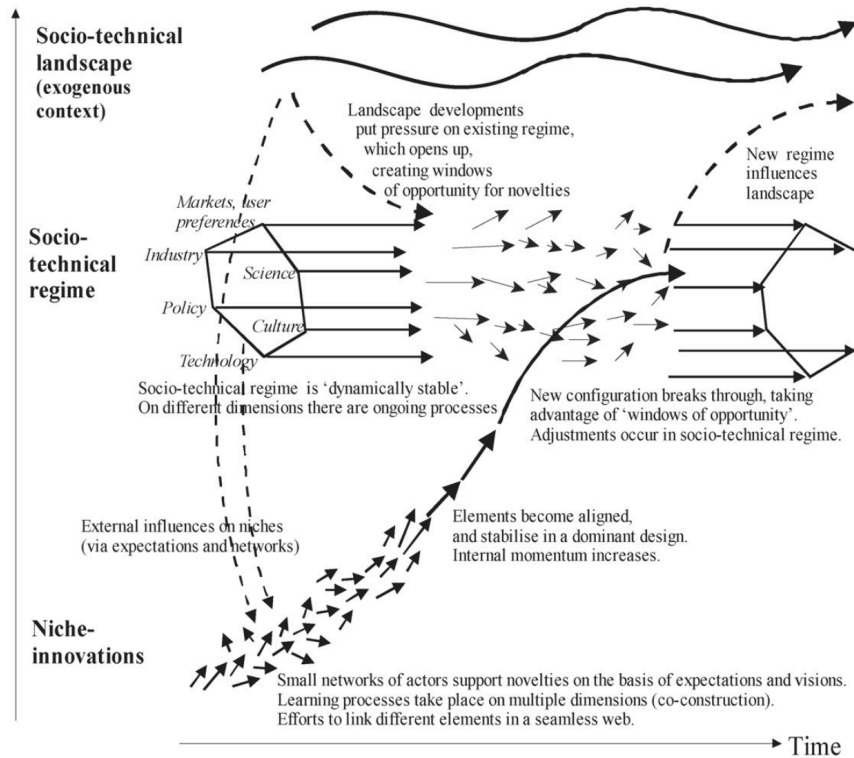 Socio-technical
landscape
(exogenous
context)
Landscape developments
put pressure on existing regime,
which opens up,
creating windows
of opportunity for novelties
New regime
influences
landscape
Markets, user
preferences
Socio-
technical
regime
Industry
Science
Policy
Culture
Technology
Socio-technical regime is ‘dynamically stable’.
On different dimensions there are ongoing processes
New configuration breaks through, taking
advantage of ‘windows of opportunity’.
Adjustments occur in socio-technical regime.
External influences on niches
(via expectations and networks)
Elements become aligned,
and stabilise in a dominant design.
Internal momentum increases.
Niche-
innovations
Small networks of actors support novelties on the basis of expectations and visions.
Learning processes take place on multiple dimensions (co-construction).
Efforts to link different elements in a seamless web.
Time